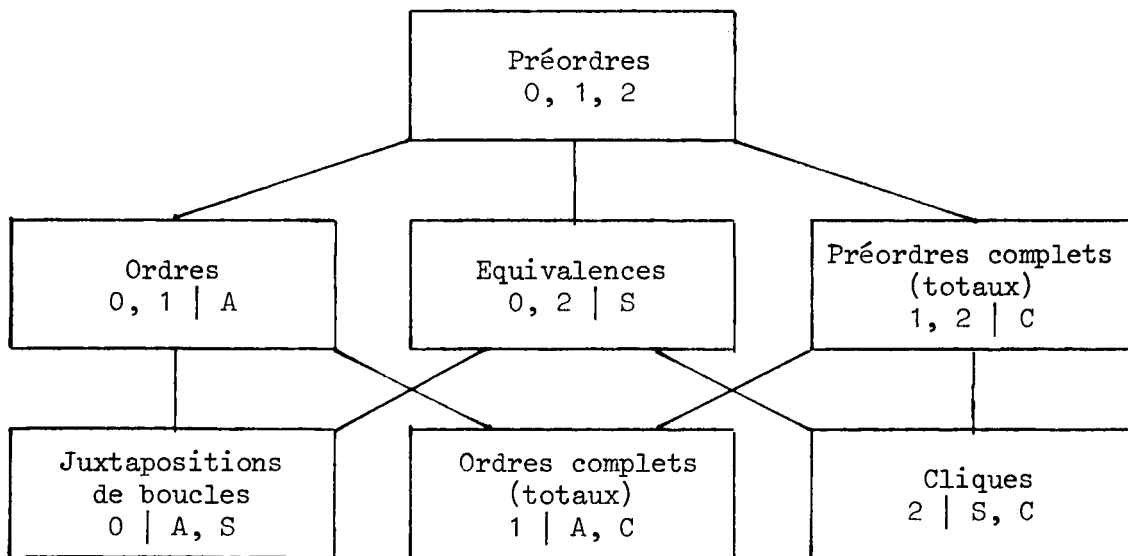 Préordres
0, 1, 2
Ordres
0, 1 | A
Equivalences
0, 2 | S
Préordres complets
(totaux)
1, 2 | C
Juxtapositions
de boucles
0 | A, S
Ordres complets
(totaux)
1 | A, C
Cliques
2 | S, C